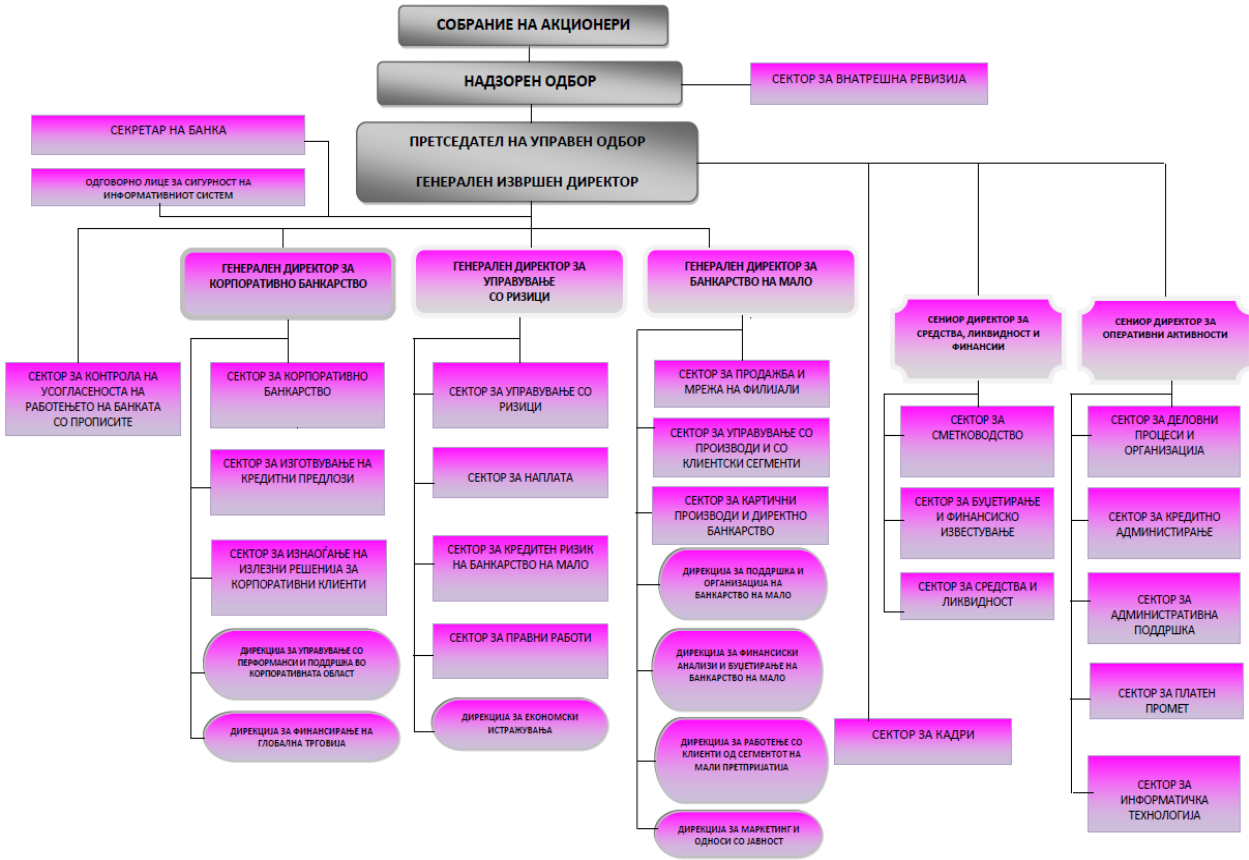 СОБРАНИЕ НА АКЦИОНЕРИ
НАДЗОРЕН ОДБОР
СЕКТОР ЗА ВНАТРЕШНА РЕВИЗИЈА
СЕКРЕТАР НА БАНКА
ПРЕТСЕДАТЕЛ НА УПРАВЕН ОДБОР
ГЕНЕРАЛЕН ИЗВРШЕН ДИРЕКТОР
ОДГОВОРНО ЛИЦЕ ЗА СИГУРНОСТ НА
ИНФОРМАТИВНИОТ СИСТЕМ
ГЕНЕРАЛЕН ДИРЕКТОР ЗА
КОРПОРАТИВНО БАНКАРСТВО
ГЕНЕРАЛЕН ДИРЕКТОР ЗА
УПРАВУВАЊЕ
СО РИЗИЦИ
ГЕНЕРАЛЕН ДИРЕКТОР ЗА
БАНКАРСТВО НА МАЛО
СЕНИОР ДИРЕКТОР ЗА
СРЕДСТВА, ЛИКВИДНОСТ И
ФИНАНСИИ
СЕНИОР ДИРЕКТОР ЗА
ОПЕРАТИВНИ АКТИВНОСТИ
СЕКТОР ЗА КОНТРОЛА НА
УСОГЛАСЕНОСТА НА
РАБОТЕЊЕТО НА БАНКАТА
СО ПРОПИСИТЕ
СЕКТОР ЗА КОРПОРАТИВНО
БАНКАРСТВО
СЕКТОР ЗА ИЗГОТВУВАЊЕ НА
КРЕДИТНИ ПРЕДЛОЗИ
СЕКТОР ЗА ИЗНАОЃАЊЕ НА
ИЗЛЕЗНИ РЕШЕНИЈА ЗА
КОРПОРАТИВНИ КЛИЕНТИ
ДИРЕКЦИЈА ЗА УПРАВУВАЊЕ СО
ПЕРФОРМАНСИ И ПОДДРШКА ВО
КОРПОРАТИВНАТА ОБЛАСТ
ДИРЕКЦИЈА ЗА ФИНАНСИРАЊЕ НА
ГЛОБАЛНА ТРГОВИЈА
СЕКТОР ЗА УПРАВУВАЊЕ СО
РИЗИЦИ
СЕКТОР ЗА НАПЛАТА
СЕКТОР ЗА КРЕДИТЕН РИЗИК
НА БАНКАРСТВО НА МАЛО
СЕКТОР ЗА ПРАВНИ РАБОТИ
ДИРЕКЦИЈА ЗА ЕКОНОМСКИ
ИСТРАЖУВАЊА
СЕКТОР ЗА ПРОДАЖБА И
МРЕЖА НА ФИЛИЈАЛИ
СЕКТОР ЗА УПРАВУВАЊЕ СО
ПРОИЗВОДИ И СО
КЛИЕНТСКИ СЕГМЕНТИ
СЕКТОР ЗА КАРТИЧНИ
ПРОИЗВОДИ И ДИРЕКТНО
БАНКАРСТВО
ДИРЕКЦИЈА ЗА ПОДДРШКА И
ОРГАНИЗАЦИЈА НА
БАНКАРСТВО НА МАЛО
ДИРЕКЦИЈА ЗА ФИНАНСИСКИ
АНАЛИЗИ И БУЏЕТИРАЊЕ НА
БАНКАРСТВО НА МАЛО
ДИРЕКЦИЈА ЗА РАБОТЕЊЕ СО
КЛИЕНТИ ОД СЕГМЕНТОТ НА
МАЛИ ПРЕТПРИЈАТИЈА
ДИРЕКЦИЈА ЗА МАРКЕТИНГ И
ОДНОСИ СО ЈАВНОСТ
СЕКТОР ЗА КАДРИ
СЕКТОР ЗА
СМЕТКОВОДСТВО
СЕКТОР ЗА БУЏЕТИРАЊЕ
И ФИНАНСИСКО
ИЗВЕСТУВАЊЕ
СЕКТОР ЗА СРЕДСТВА И
ЛИКВИДНОСТ
СЕКТОР ЗА ДЕЛОВНИ
ПРОЦЕСИ И
ОРГАНИЗАЦИЈА
СЕКТОР ЗА КРЕДИТНО
АДМИНИСТИРАЊЕ
СЕКТОР ЗА
АДМИНИСТРАТИВНА
ПОДДРШКА
СЕКТОР ЗА ПЛАТЕН
ПРОМЕТ
СЕКТОР ЗА
ИНФОРМАТИЧКА
ТЕХНОЛОГИЈА